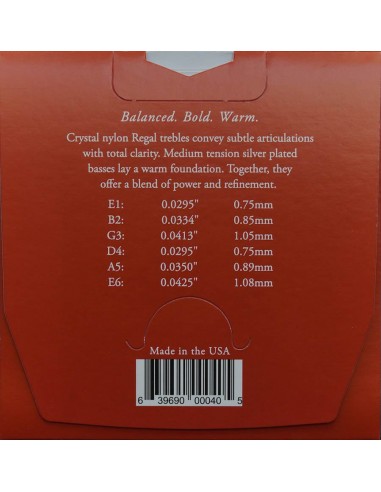 Balanced. Bold. Warm.
Crystal nylon Regal trebles convey subtle articulations
with total clarity. Medium tension silver plated
basses lay a warm foundation. Together, they
offer a blend of power and refinement.
E1: 0.0295" 0.75mm
B2: 0.0334" 0.85mm
G3: 0.0413" 1.05mm
D4: 0.0295" 0.75mm
A5: 0.0350" 0.89mm
E6: 0.0425" 1.08mm
Made in the USA
6 39690 00040 5